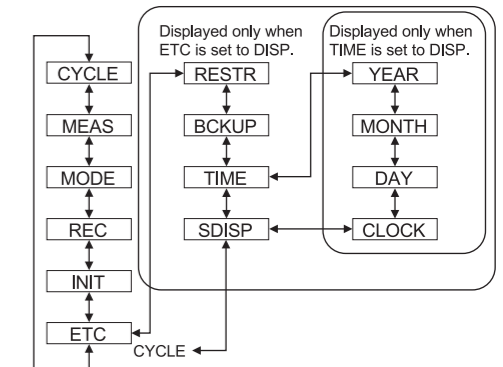 Displayed only when
ETC is set to DISP.
Displayed only when
TIME is set to DISP.
CYCLE
RESTR
YEAR
MEAS
BCKUP
MONTH
MODE
TIME
DAY
REC
SDISP
CLOCK
INIT
ETC
CYCLE